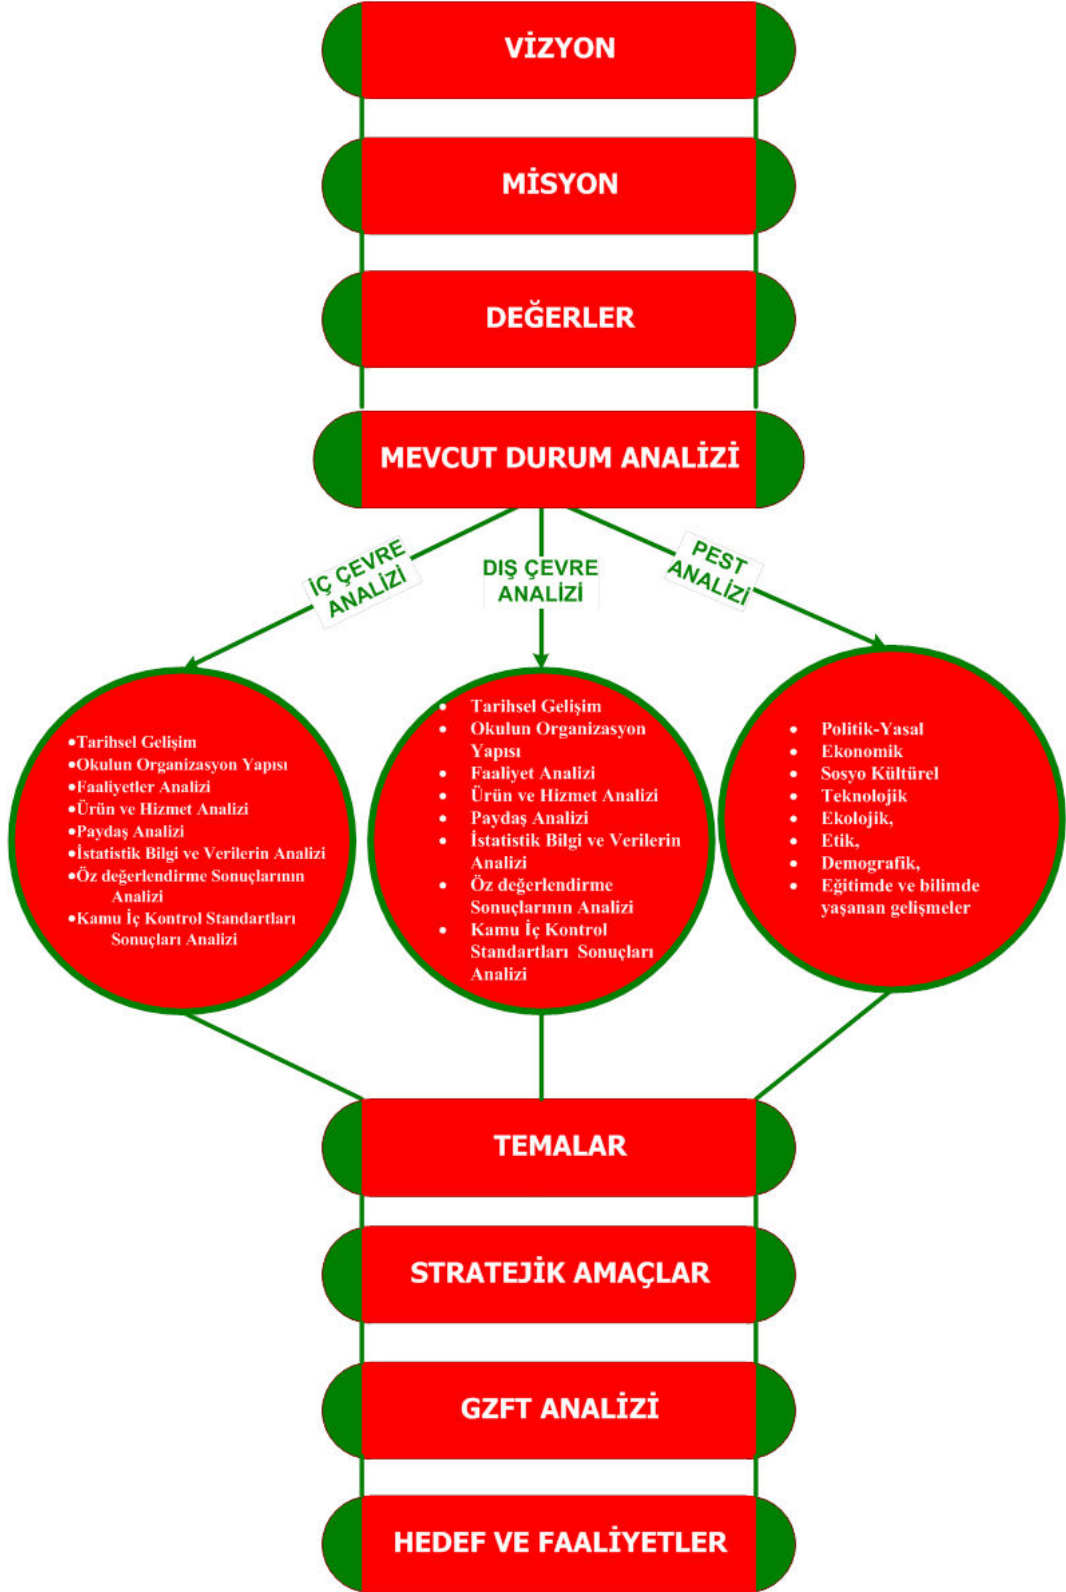 VİZYON
MİSYON
DEĞERLER
MEVCUT DURUM ANALİZİ
İÇ ÇEVRE
ANALİZİ
DIŞ ÇEVRE
ANALİZİ
PEST
ANALİZİ
•Tarihsel Gelişim
•Okulun Organizasyon Yapısı
•Faaliyetler Analizi
•Ürün ve Hizmet Analizi
•Paydaş Analizi
•İstatistik Bilgi ve Verilerin Analizi
•Öz değerlendirme Sonuçlarının
Analizi
•Kamu İç Kontrol Standartları
Sonuçları Analizi
• Tarihsel Gelişim
• Okulun Organizasyon
Yapısı
• Faaliyet Analizi
• Ürün ve Hizmet Analizi
• Paydaş Analizi
• İstatistik Bilgi ve Verilerin
Analizi
• Öz değerlendirme
Sonuçlarının Analizi
• Kamu İç Kontrol
Standartları Sonuçları
Analizi
• Politik-Yasal
• Ekonomik
• Sosyo Kültürel
• Teknolojik
• Ekolojik,
• Etik,
• Demografik,
• Eğitimde ve bilimde
yaşanan gelişmeler
TEMALAR
STRATEJİK AMAÇLAR
GZFT ANALİZİ
HEDEF VE FAALİYETLER